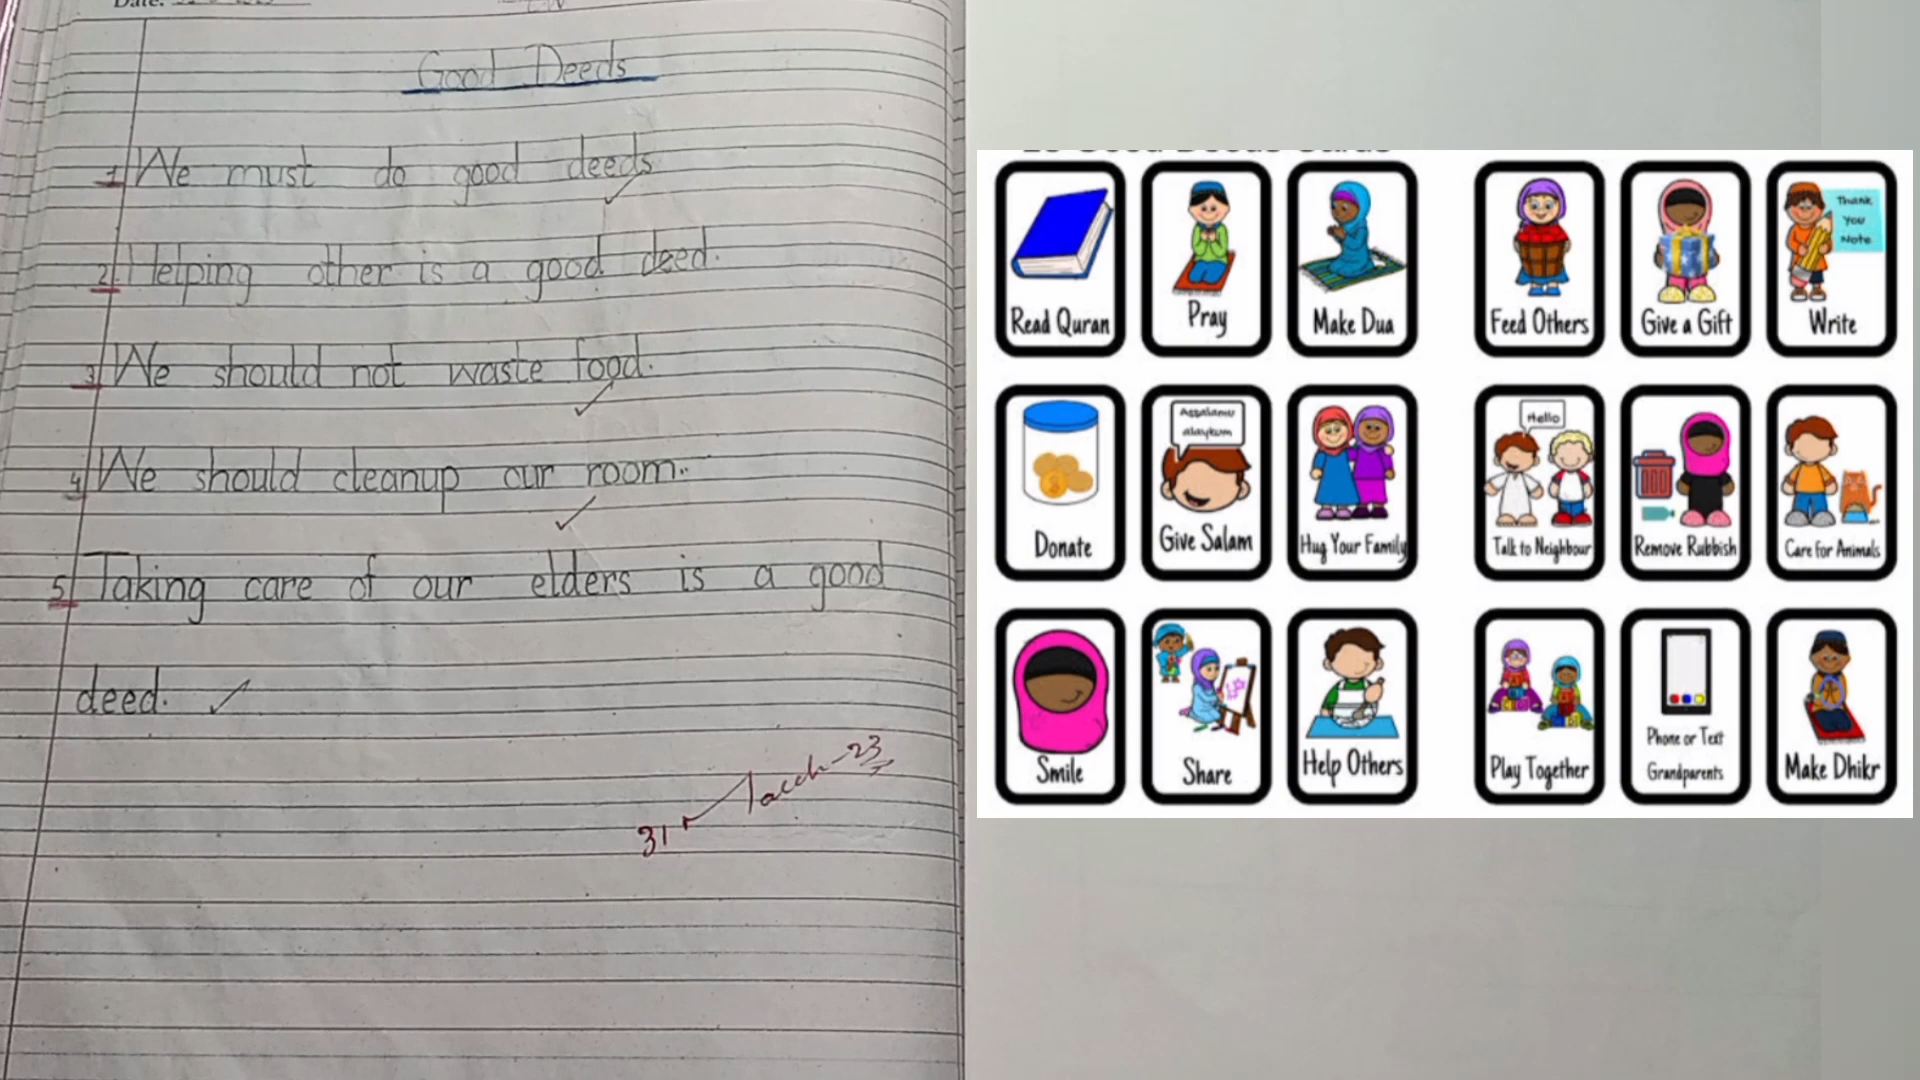 Date:
Good Deeds
1 We must do good deeds
2. Helping other is a good deed.
3 We should not waste food.
4 We should cleanup our room..
5 Taking care of our elders is a good
deed.
31
23
Read Quran
Pray
Make Dua
Feed Others
Give a Gift
Thank
You
Note
Write
Donate
Assalamu
alaykum
Give Salam
Hug Your Family
Hello
Talk to Neighbour
Remove Rubbish
Care for Animals
Smile
Share
Help Others
Play Together
Phone or Text
Grandparents
Make Dhikr